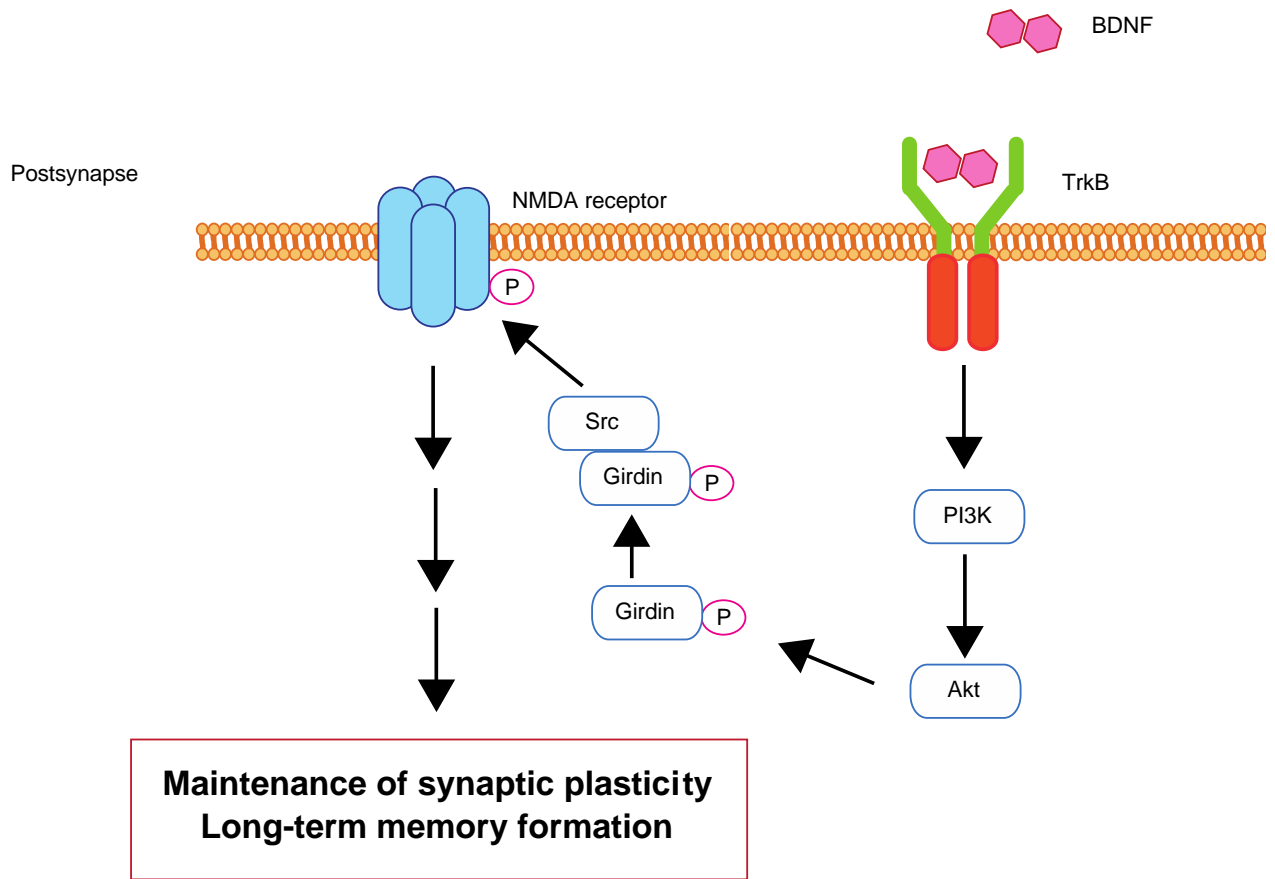 BDNF
Postsynapse
NMDA receptor
TrkB
P
Src
Girdin
P
PI3K
Girdin
P
Akt
Maintenance of synaptic plasticity
Long-term memory formation